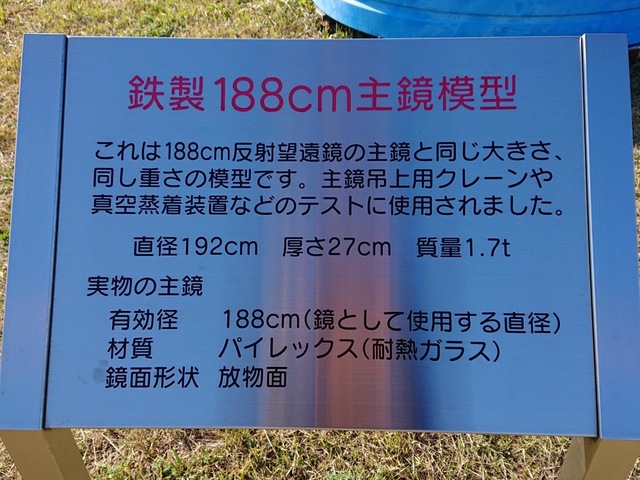 鉄製188cm主鏡模型
これは188cm反射望遠鏡の主鏡と同じ大きさ、
同し重さの模型です。主鏡吊上用クレーンや
真空蒸着装置などのテストに使用されました。
直径192cm 厚さ27cm 質量1.7t
実物の主鏡
有効径 188cm(鏡として使用する直径)
材質 パイレックス(耐熱ガラス)
鏡面形状 放物面